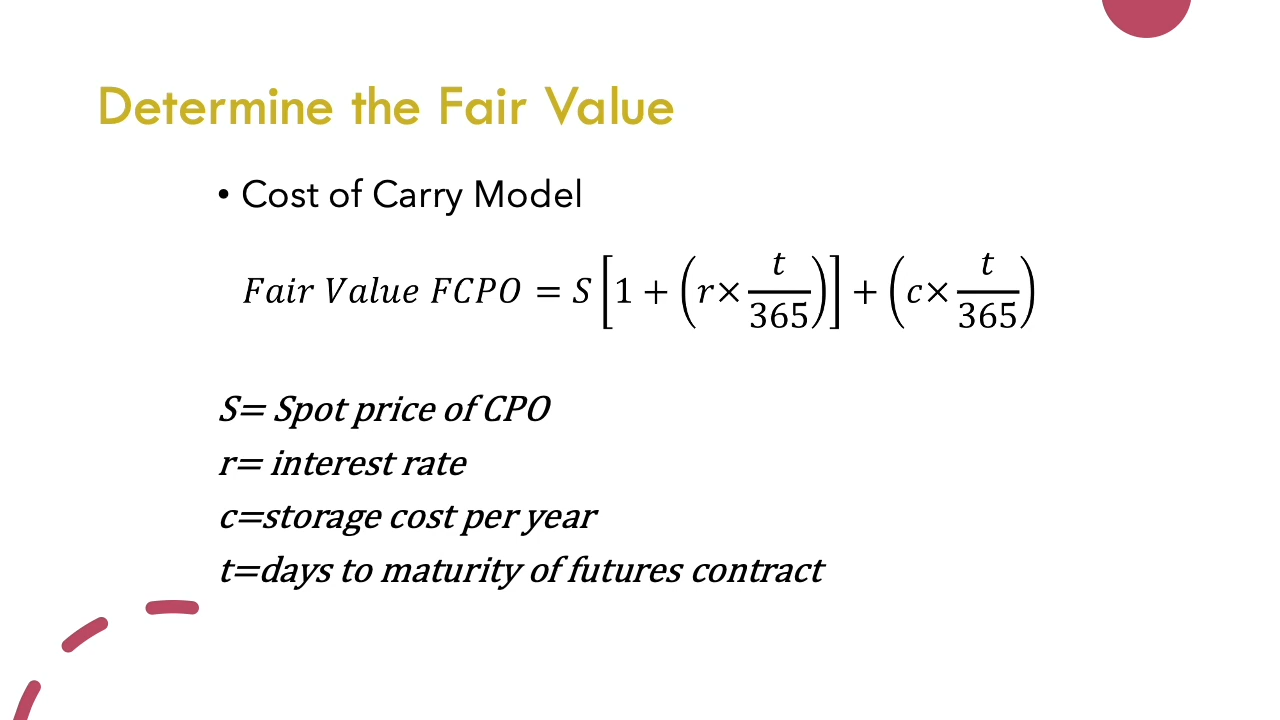 Determine the Fair Value
• Cost of Carry Model
Fair Value FCPO = S [1 + (r × t/365)] + (c × t/365)
S= Spot price of CPO
r= interest rate
c=storage cost per year
t=days to maturity of futures contract